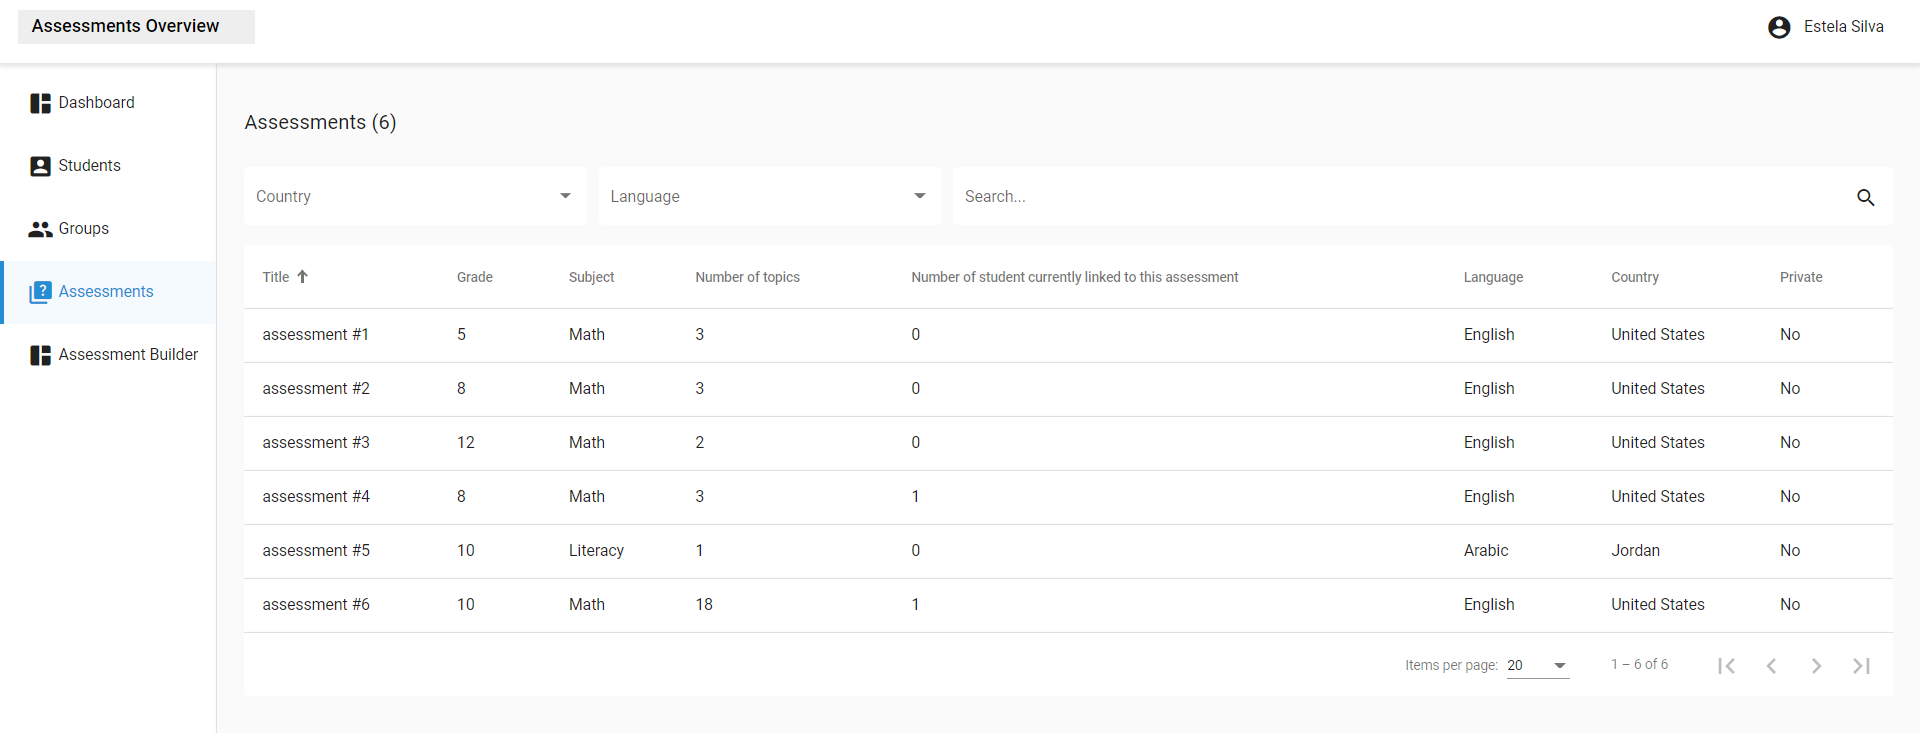 Assessments Overview
Estela Silva
Dashboard
Students
Groups
Assessments
Assessment Builder
Assessments (6)
Country Language Search...
Title Grade Subject Number of topics Number of student currently linked to this assessment Language Country Private
assessment #1 5 Math 3 0 English United States No
assessment #2 8 Math 3 0 English United States No
assessment #3 12 Math 2 0 English United States No
assessment #4 8 Math 3 1 English United States No
assessment #5 10 Literacy 1 0 Arabic Jordan No
assessment #6 10 Math 18 1 English United States No
Items per page: 20 1 – 6 of 6